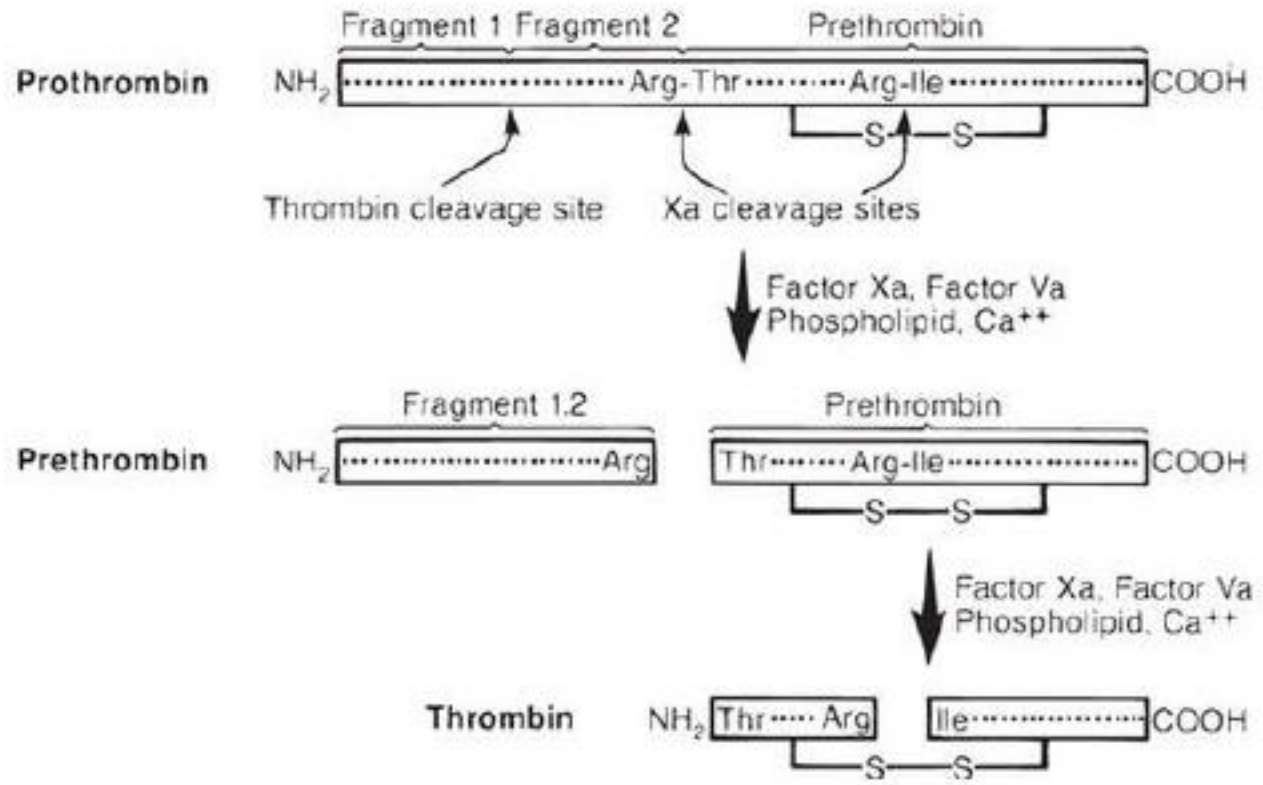 Fragment 1 Fragment 2 Prethrombin
Prothrombin NH2 Arg-Thr Arg-Ile COOH
S S
Thrombin cleavage site Xa cleavage sites
Factor Xa, Factor Va
Phospholipid, Ca++
Fragment 1.2 Prethrombin
Prethrombin NH2 Arg Thr Arg-Ile COOH
S S
Factor Xa, Factor Va
Phospholipid, Ca++
Thrombin NH2 Thr Arg Ile COOH
S S